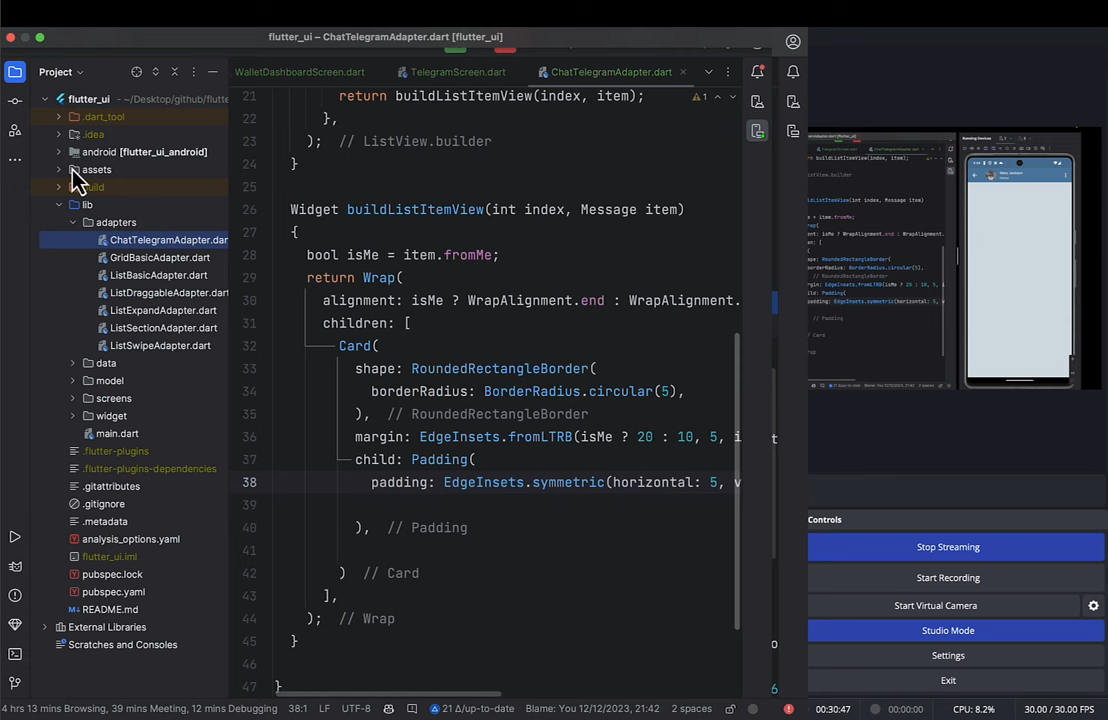 flutter_ui – ChatTelegramAdapter.dart [flutter_ui]
Project
WalletDashboardScreen.dart
TelegramScreen.dart
ChatTelegramAdapter.dart
flutter_ui ~/Desktop/github/flutte
.dart_tool
.idea
android [flutter_ui_android]
assets
build
lib
adapters
ChatTelegramAdapter.dar
GridBasicAdapter.dart
ListBasicAdapter.dart
ListDraggableAdapter.dart
ListExpandAdapter.dart
ListSectionAdapter.dart
ListSwipeAdapter.dart
data
model
screens
widget
main.dart
.flutter-plugins
.flutter-plugins-dependencies
.gitattributes
.gitignore
.metadata
analysis_options.yaml
flutter_ui.iml
pubspec.lock
pubspec.yaml
README.md
External Libraries
Scratches and Consoles
21 return buildListItemView(index, item);
1
22 },
23 ); // ListView.builder
24 }
25
26 Widget buildListItemView(int index, Message item)
27 {
28 bool isMe = item.fromMe;
29 return Wrap(
30 alignment: isMe ? WrapAlignment.end : WrapAlignment.
31 children: [
32 Card(
33 shape: RoundedRectangleBorder(
34 borderRadius: BorderRadius.circular(5),
35 ), // RoundedRectangleBorder
36 margin: EdgeInsets.fromLTRB(isMe ? 20 : 10, 5, i
37 child: Padding(
38 padding: EdgeInsets.symmetric(horizontal: 5, v
39
40 ), // Padding
41
42 ) // Card
43 ],
44 ); // Wrap
45 }
46
47 }
Controls
Stop Streaming
Start Recording
Start Virtual Camera
Studio Mode
Settings
Exit
4 hrs 13 mins Browsing, 39 mins Meeting, 12 mins Debugging
38:1
LF
UTF-8
21 Δ/up-to-date
Blame: You 12/12/2023, 21:42
2 spaces
00:30:47
00:00:00
CPU: 8.2%
30.00 / 30.00 FPS